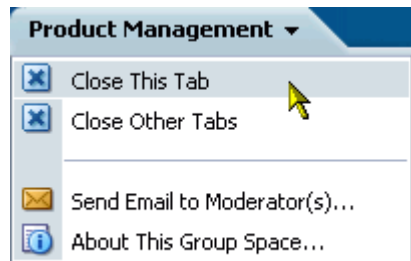 Product Management
Close This Tab
Close Other Tabs
Send Email to Moderator(s)...
About This Group Space...